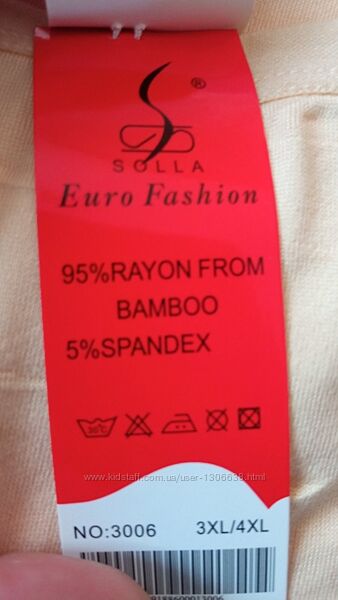 ®
SOLLA
Euro Fashion
95%RAYON FROM
BAMBOO
5%SPANDEX
30°C
www.kidstaff.com.ua/user-1306638.html
NO:3006 3XL/4XL